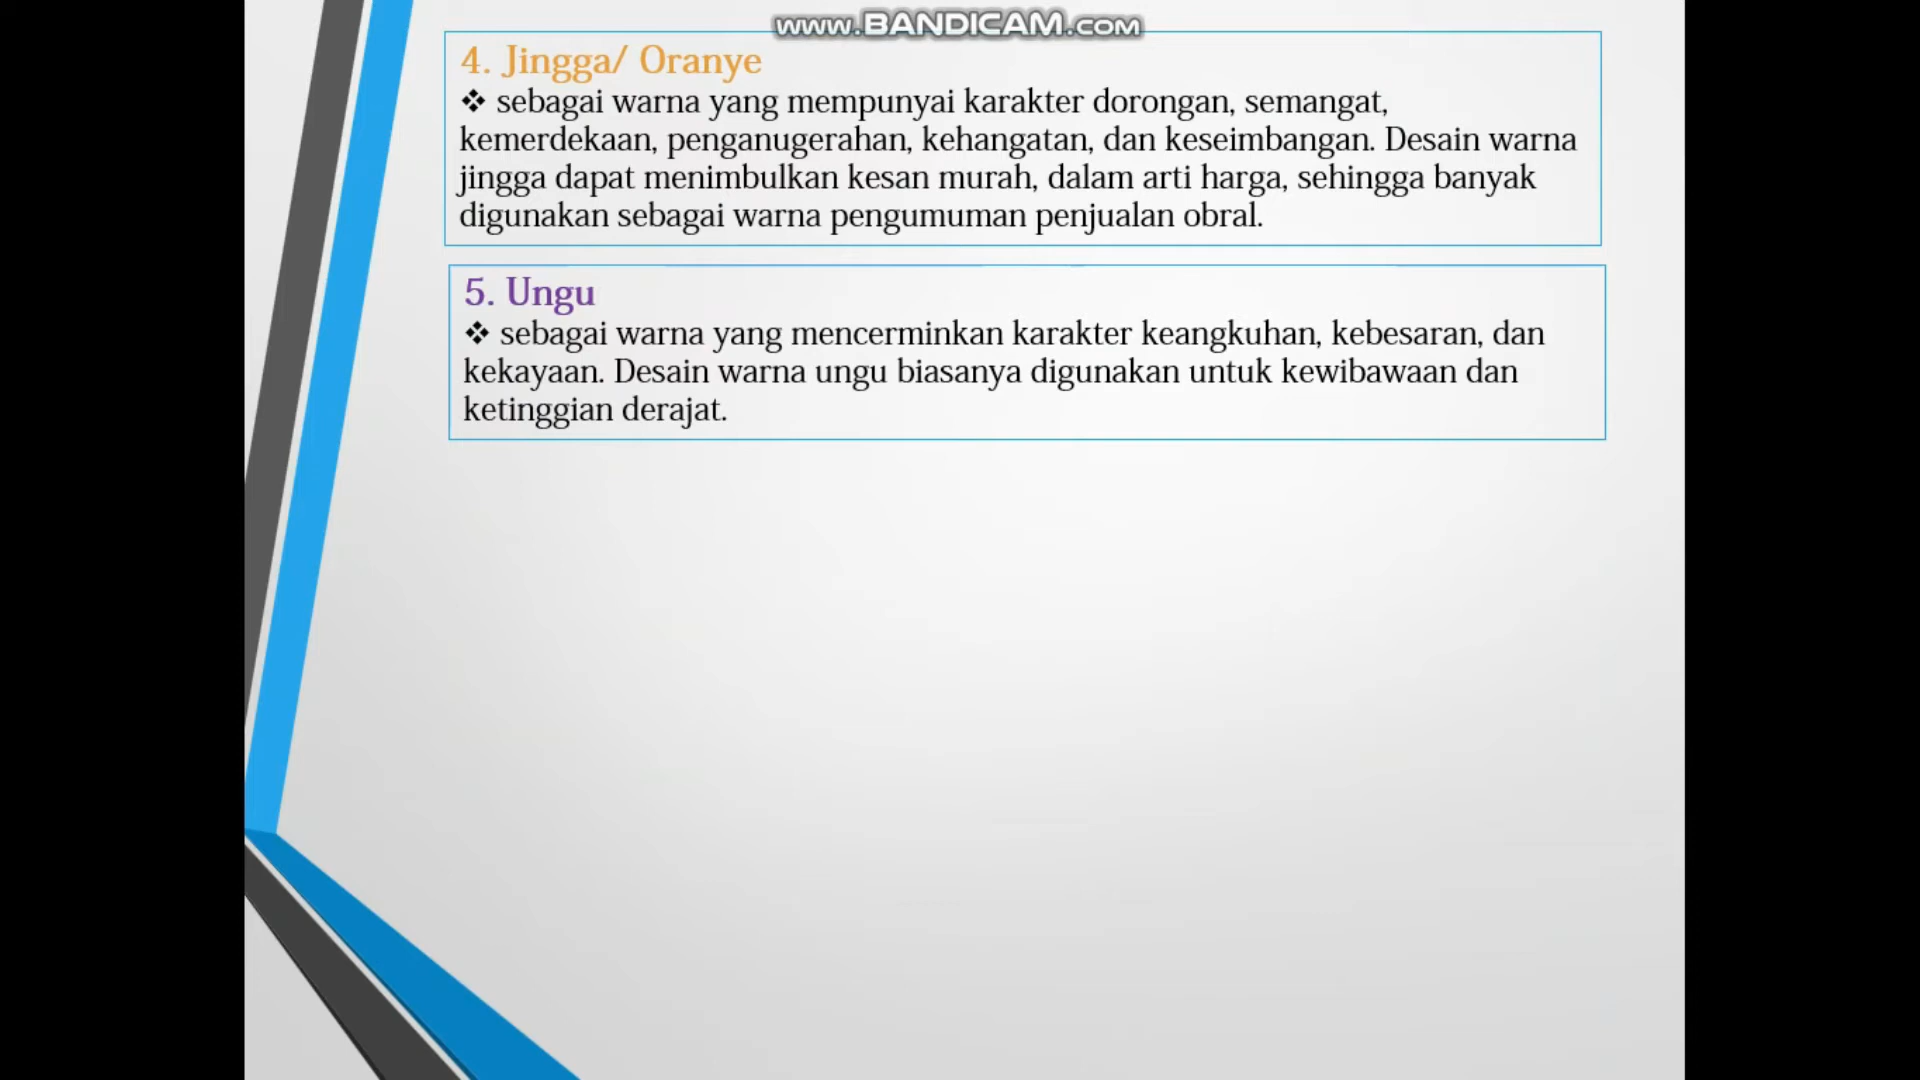 www.BANDICAM.com
4. Jingga/ Oranye
❖ sebagai warna yang mempunyai karakter dorongan, semangat,
kemerdekaan, penganugerahan, kehangatan, dan keseimbangan. Desain warna
jingga dapat menimbulkan kesan murah, dalam arti harga, sehingga banyak
digunakan sebagai warna pengumuman penjualan obral.
5. Ungu
❖ sebagai warna yang mencerminkan karakter keangkuhan, kebesaran, dan
kekayaan. Desain warna ungu biasanya digunakan untuk kewibawaan dan
ketinggian derajat.